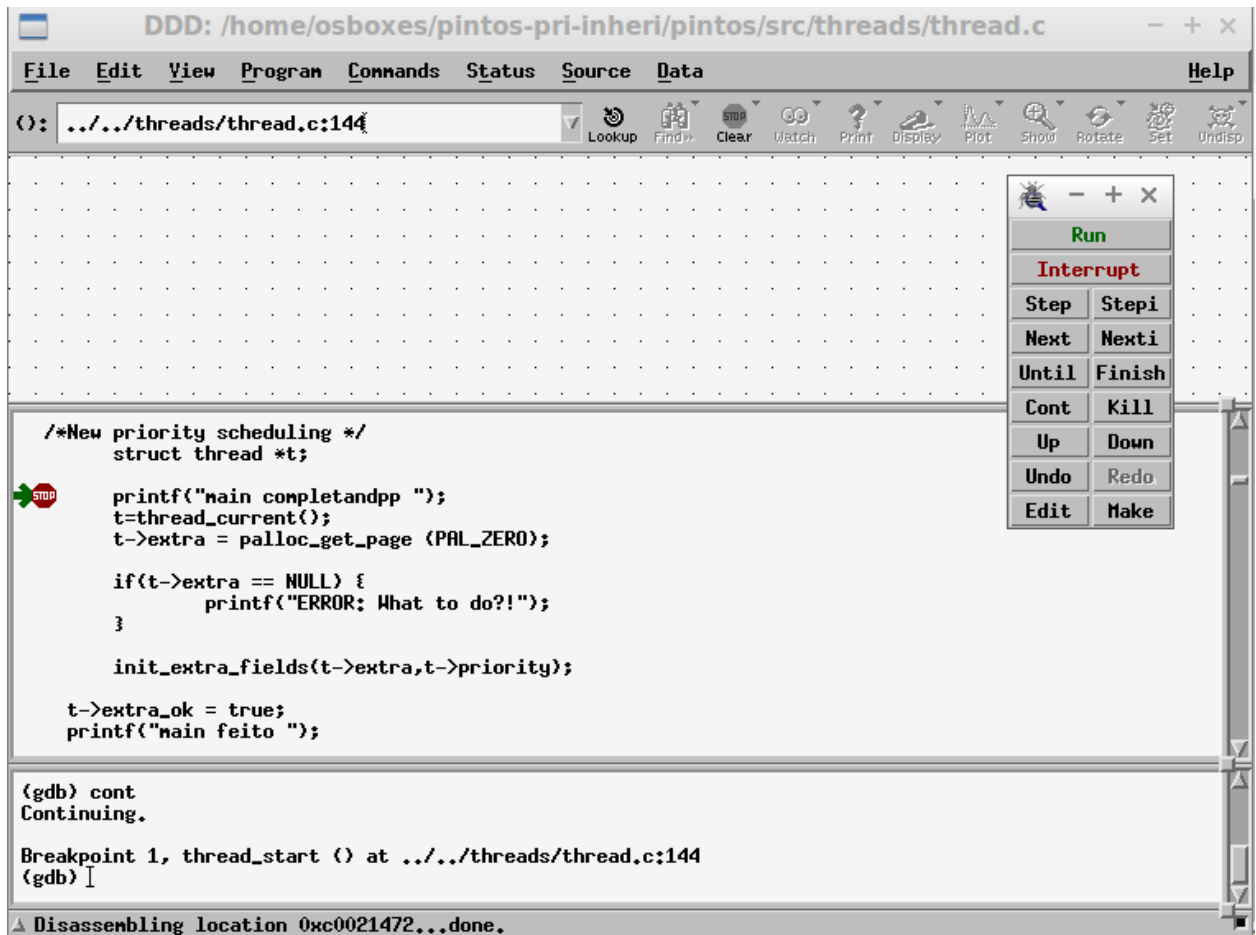 DDD: /home/osboxes/pintos-pri-inheri/pintos/src/threads/thread.c
File Edit View Program Commands Status Source Data Help
(): ../../threads/thread.c:144
Lookup Find>> Clear Watch Print Display Plot Show Rotate Set Undisp
Run
Interrupt
Step Stepi
Next Nexti
Until Finish
Cont Kill
Up Down
Undo Redo
Edit Make
/*New priority scheduling */
struct thread *t;
STOP printf("main completandpp ");
t=thread_current();
t->extra = palloc_get_page (PAL_ZERO);
if(t->extra == NULL) {
printf("ERROR: What to do?!");
}
init_extra_fields(t->extra,t->priority);
t->extra_ok = true;
printf("main feito ");
(gdb) cont
Continuing.
Breakpoint 1, thread_start () at ../../threads/thread.c:144
(gdb)
Disassembling location 0xc0021472...done.